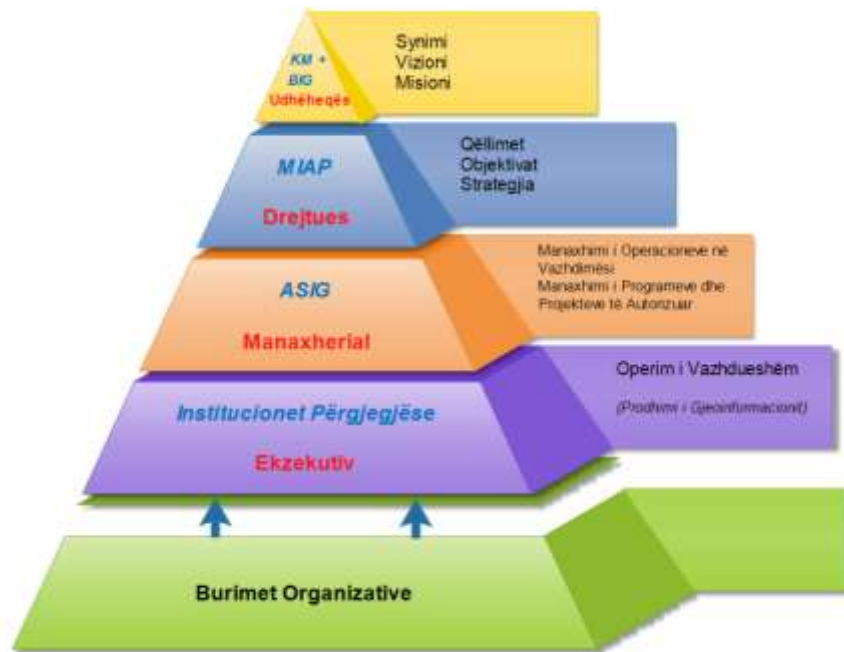 KM +
BIG
Udhëheqës
Synimi
Vizioni
Misioni
MIAP
Drejtues
Qëllimet
Objektivat
Strategjia
ASIG
Manaxherial
Manaxhimi i Operacioneve në
Vazhdimësi
Manaxhimi i Programeve dhe
Projekteve të Autorizuar
Institucionet Përgjegjëse
Ekzekutiv
Operim i Vazhdueshëm
(Prodhimi i Gjeoinformacionit)
Burimet Organizative